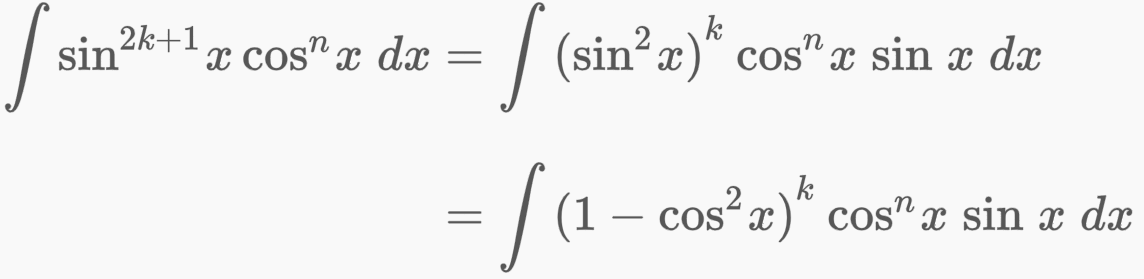 ∫ sin^{2k+1} x cos^n x dx = ∫ (sin^2 x)^k cos^n x sin x dx
= ∫ (1 − cos^2 x)^k cos^n x sin x dx